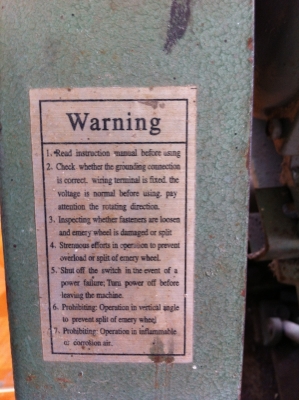 Warning
1. Read instruction manual before using
2. Check whether the grounding connection
is correct, wiring terminal is fixed, the
voltage is normal before using, pay
attention the rotating direction.
3. Inspecting whether fasteners are loosen
and emery wheel is damaged or split
4. Strennous efforts in operation to prevent
overload or split of emery wheel.
5. Shut off the switch in the event of a
power failure; Turn power off before
leaving the machine.
6. Prohibiting: Operation in vertical angle
to prevent split of emery wheel
7. Prohibiting: Operation in inflammable
or corrotion air.